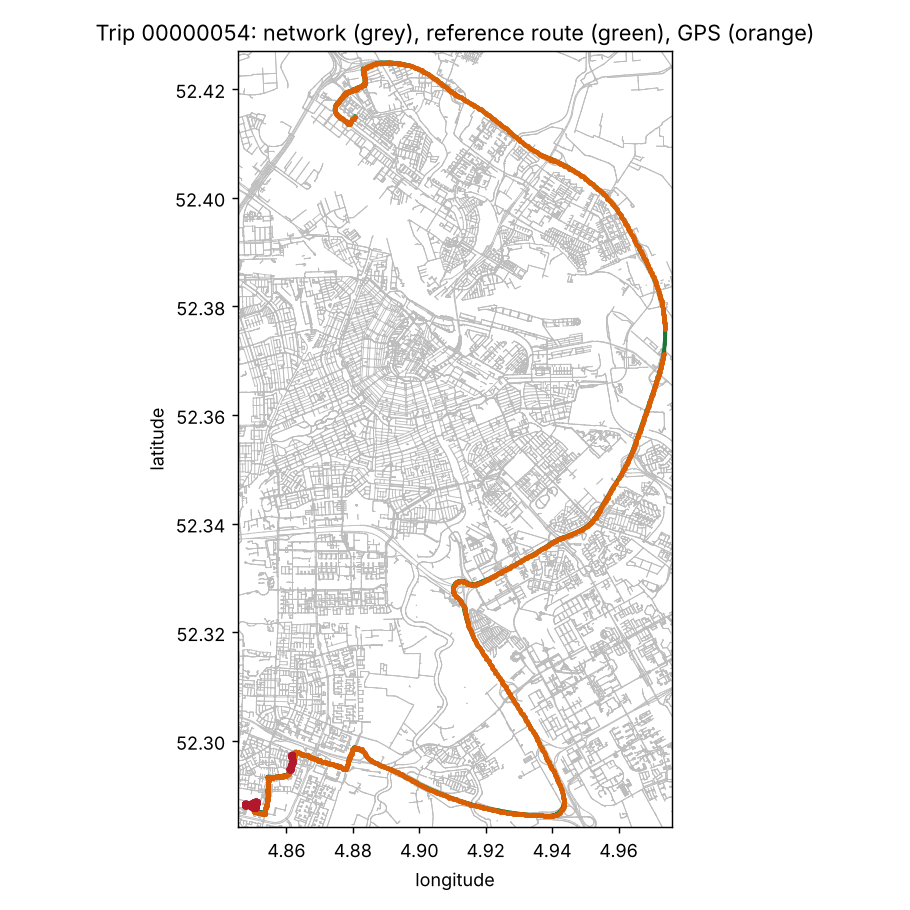 Trip 00000054: network (grey), reference route (green), GPS (orange)
52.42
52.40
52.38
52.36
52.34
52.32
52.30
latitude
4.86 4.88 4.90 4.92 4.94 4.96
longitude